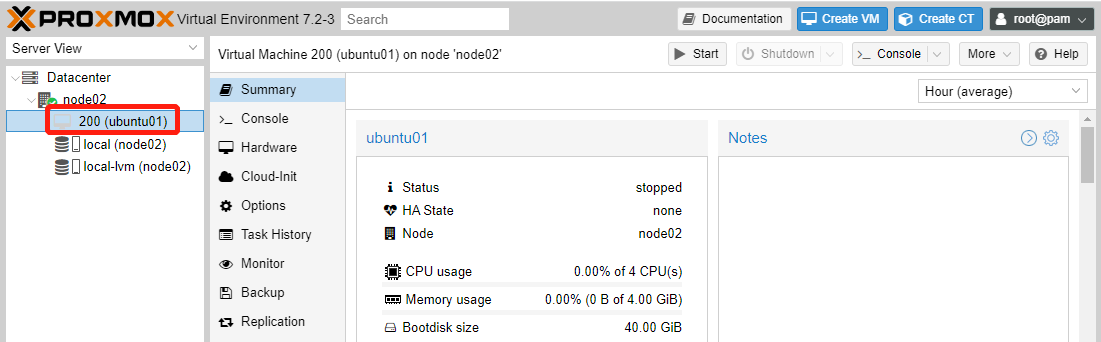 PROXMOX Virtual Environment 7.2-3 Search Documentation Create VM Create CT root@pam
Server View
Virtual Machine 200 (ubuntu01) on node 'node02' Start Shutdown Console More Help
Datacenter
node02
200 (ubuntu01)
local (node02)
local-lvm (node02)
Summary
Console
Hardware
Cloud-Init
Options
Task History
Monitor
Backup
Replication
Hour (average)
ubuntu01
Status stopped
HA State none
Node node02
CPU usage 0.00% of 4 CPU(s)
Memory usage 0.00% (0 B of 4.00 GiB)
Bootdisk size 40.00 GiB
Notes